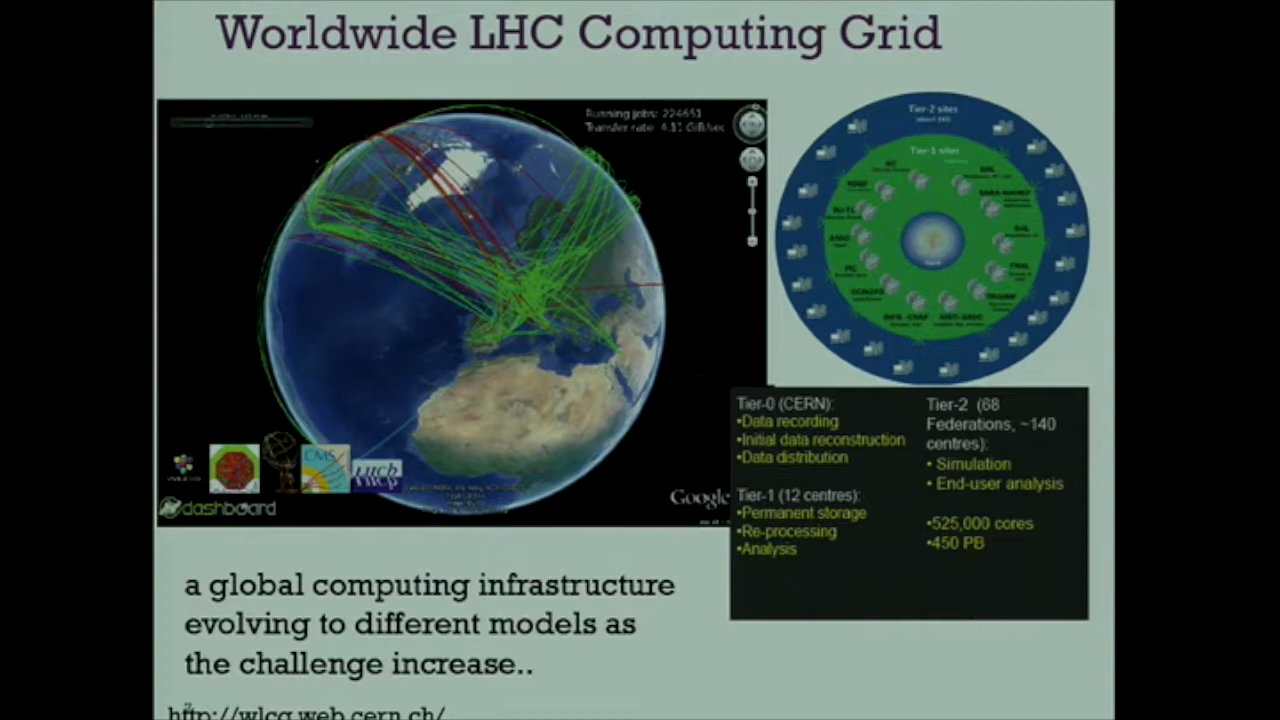 Worldwide LHC Computing Grid
Running jobs: 224651
Transfer rate: 4.11 GiB/sec
Tier-2 sites
Tier-1 sites
CMS
LHCb
dashboard
Google
Tier-0 (CERN):
•Data recording
•Initial data reconstruction
•Data distribution
Tier-1 (12 centres):
•Permanent storage
•Re-processing
•Analysis
Tier-2 (68
Federations, ~140
centres):
• Simulation
• End-user analysis
•525,000 cores
•450 PB
a global computing infrastructure
evolving to different models as
the challenge increase..
http://wlcg.web.cern.ch/